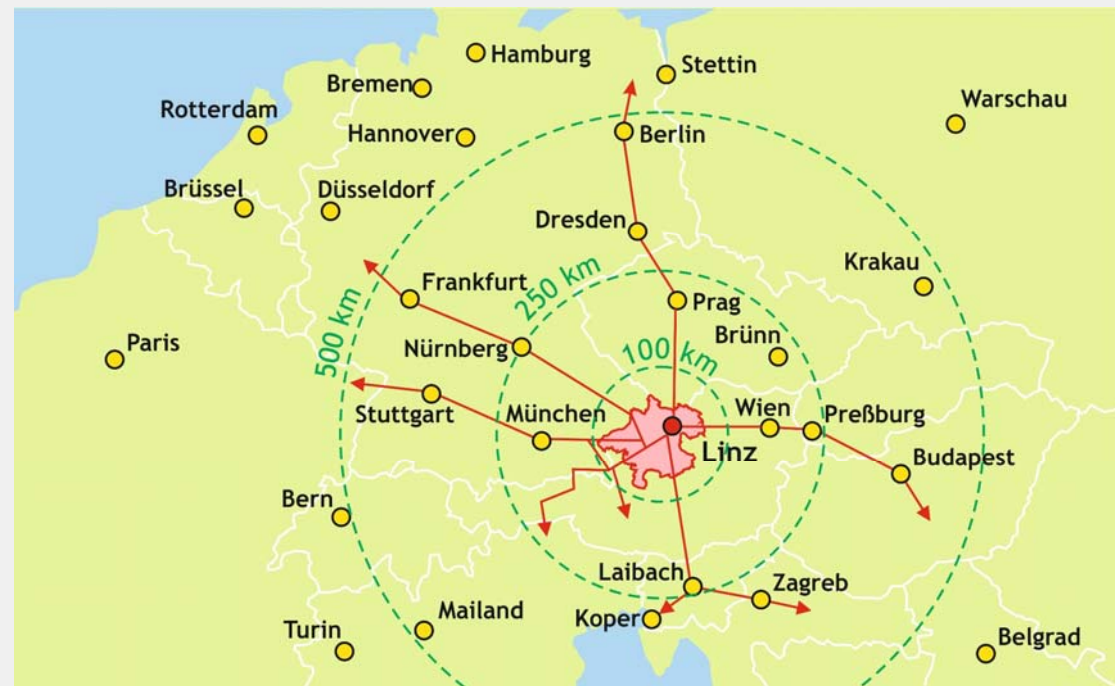 Hamburg
Stettin
Bremen
Warschau
Rotterdam
Hannover
Berlin
Brüssel
Düsseldorf
Dresden
Krakau
Frankfurt
250 km
Prag
500 km
Paris
Nürnberg
100 km
Brünn
Stuttgart
München
Wien
Preßburg
Linz
Budapest
Bern
Laibach
Zagreb
Mailand
Koper
Turin
Belgrad